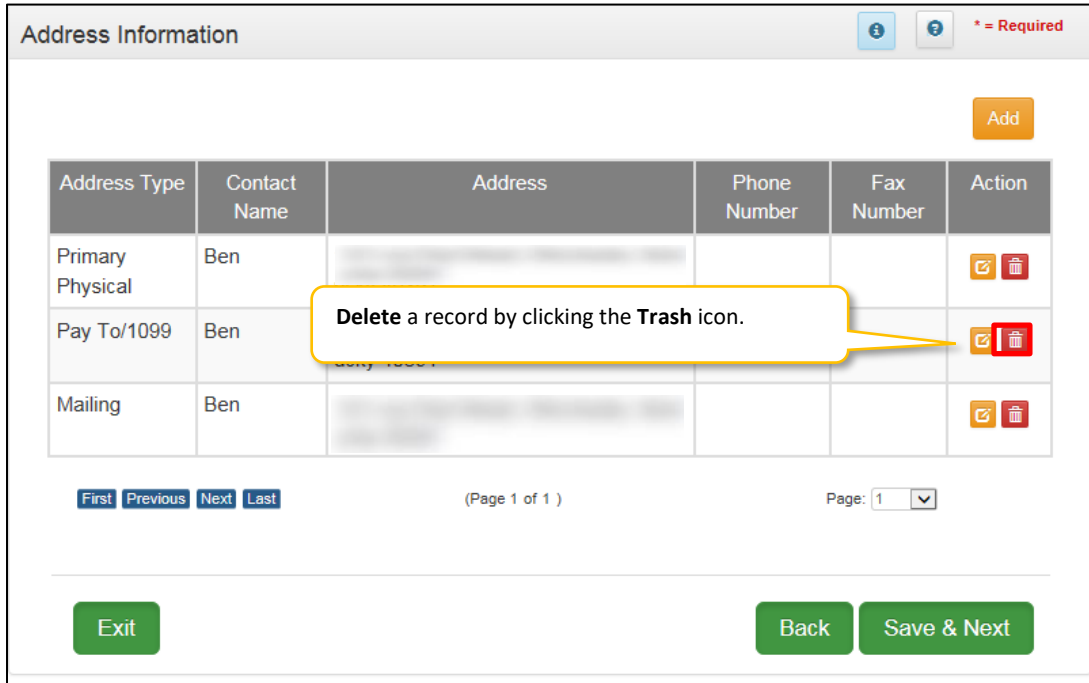 Address Information
* = Required
Add
Address Type Contact Name Address Phone Number Fax Number Action
Primary Physical Ben
Pay To/1099 Ben
Delete a record by clicking the Trash icon.
Mailing Ben
First Previous Next Last (Page 1 of 1 ) Page: 1
Exit Back Save & Next